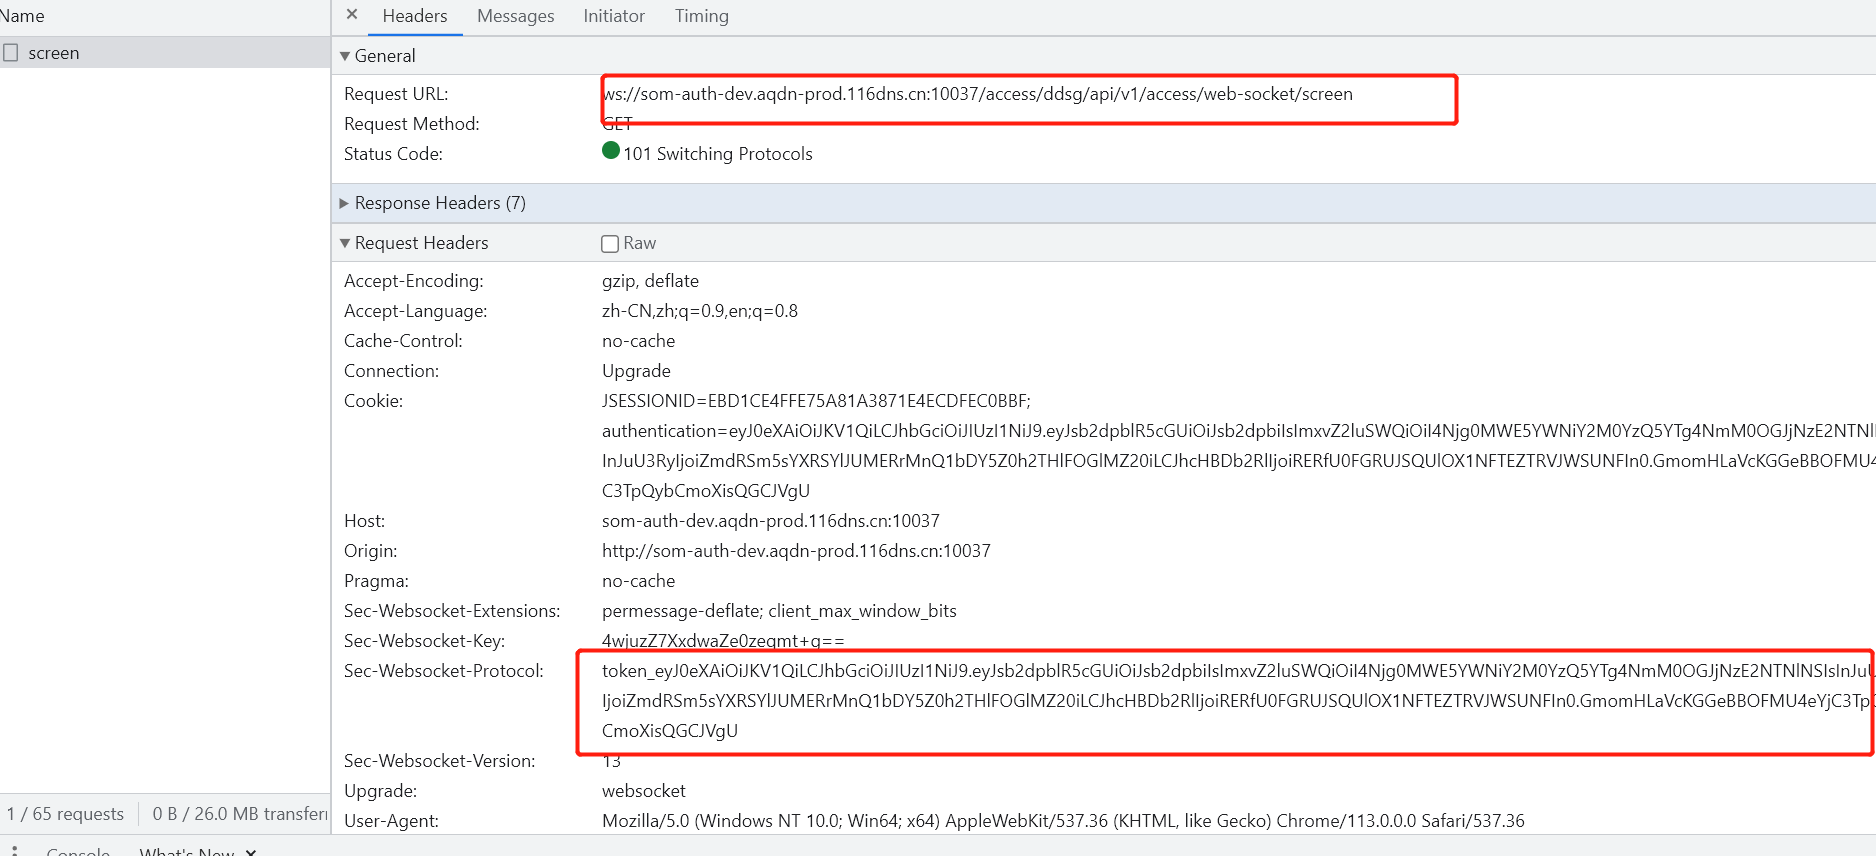 Name
× Headers Messages Initiator Timing
screen
▼ General
Request URL: ws://som-auth-dev.aqdn-prod.116dns.cn:10037/access/ddsg/api/v1/access/web-socket/screen
Request Method: GET
Status Code: 101 Switching Protocols
▶ Response Headers (7)
▼ Request Headers Raw
Accept-Encoding: gzip, deflate
Accept-Language: zh-CN,zh;q=0.9,en;q=0.8
Cache-Control: no-cache
Connection: Upgrade
Cookie: JSESSIONID=EBD1CE4FFE75A81A3871E4ECDFEC0BBF;
authentication=eyJ0eXAiOiJKV1QiLCJhbGciOiJIUzI1NiJ9.eyJsb2dpblR5cGUiOiJsb2dpbiIsImxvZ2luSWQiOiI4Njg0MWE5YWNiY2M0YzQ5YTg4NmM0OGJjNzE2NTNl
InJuU3RyIjoiZmdRSm5sYXRSYlJUMERrMnQ1bDY5Z0h2THlFOGlMZ20iLCJhcHBDb2RlIjoiRERfU0FGRUJSQUlOX1NFTEZTRVJWSUNFIn0.GmomHLaVcKGGeBBOFMU4
C3TpQybCmoXisQGCJVgU
Host: som-auth-dev.aqdn-prod.116dns.cn:10037
Origin: http://som-auth-dev.aqdn-prod.116dns.cn:10037
Pragma: no-cache
Sec-Websocket-Extensions: permessage-deflate; client_max_window_bits
Sec-Websocket-Key: 4wjuzZ7XxdwaZe0zeqmt+g==
Sec-Websocket-Protocol: token_eyJ0eXAiOiJKV1QiLCJhbGciOiJIUzI1NiJ9.eyJsb2dpblR5cGUiOiJsb2dpbiIsImxvZ2luSWQiOiI4Njg0MWE5YWNiY2M0YzQ5YTg4NmM0OGJjNzE2NTNlNSIsInJuU
IjoiZmdRSm5sYXRSYlJUMERrMnQ1bDY5Z0h2THlFOGlMZ20iLCJhcHBDb2RlIjoiRERfU0FGRUJSQUlOX1NFTEZTRVJWSUNFIn0.GmomHLaVcKGGeBBOFMU4eYjC3TpQ
CmoXisQGCJVgU
Sec-Websocket-Version: 13
Upgrade: websocket
User-Agent: Mozilla/5.0 (Windows NT 10.0; Win64; x64) AppleWebKit/537.36 (KHTML, like Gecko) Chrome/113.0.0.0 Safari/537.36
1 / 65 requests 0 B / 26.0 MB transferr
Console What's New ×